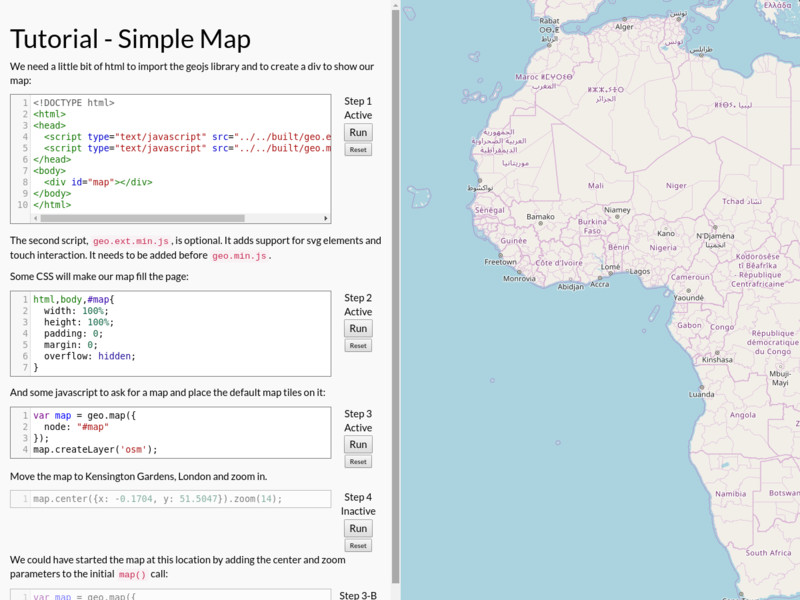 Tutorial - Simple Map
We need a little bit of html to import the geojs library and to create a div to show our
map:
1 <!DOCTYPE html>
2 <html>
3 <head>
4   <script type="text/javascript" src="../../built/geo.e
5   <script type="text/javascript" src="../../built/geo.m
6 </head>
7 <body>
8   <div id="map"></div>
9 </body>
10 </html>
Step 1
Active
Run
Reset
The second script, geo.ext.min.js, is optional. It adds support for svg elements and
touch interaction. It needs to be added before geo.min.js.
Some CSS will make our map fill the page:
1 html,body,#map{
2   width: 100%;
3   height: 100%;
4   padding: 0;
5   margin: 0;
6   overflow: hidden;
7 }
Step 2
Active
Run
Reset
And some javascript to ask for a map and place the default map tiles on it:
1 var map = geo.map({
2   node: "#map"
3 });
4 map.createLayer('osm');
Step 3
Active
Run
Reset
Move the map to Kensington Gardens, London and zoom in.
1 map.center({x: -0.1704, y: 51.5047}).zoom(14);
Step 4
Inactive
Run
Reset
We could have started the map at this location by adding the center and zoom
parameters to the initial map() call:
1 var map = geo.map({
Step 3-B
Ελλάς
Rabat
ⵔⴱⴰⵟ
الرباط
Alger
تونس
تونس
طرابلس
Maroc ⵍⵎⵖⵔⵉⴱ
المغرب
الجزائر
ليبيا
الجمهورية
العربية الصحراوية
الديمقراطية
موريتانيا
نواكشوط
Mali
Niger
Tchad تشاد
Sénégal
Bamako
Niamey
Burkina
Faso
Kano
N'Djaména
انجمينا
Guinée
Bénin
Nigeria
Freetown
Côte d'Ivoire
Lomé
Lagos
Monrovia
Abidjan
Accra
Cameroun
Ködörösêse
tî Bêafrîka
- République
Centrafricaine
Yaoundé
Gabon
Congo
République
démocratique
du Congo
Kinshasa
Mbuji-
Mayi
Luanda
Angola
Z
Namibia
Botswan
South Africa